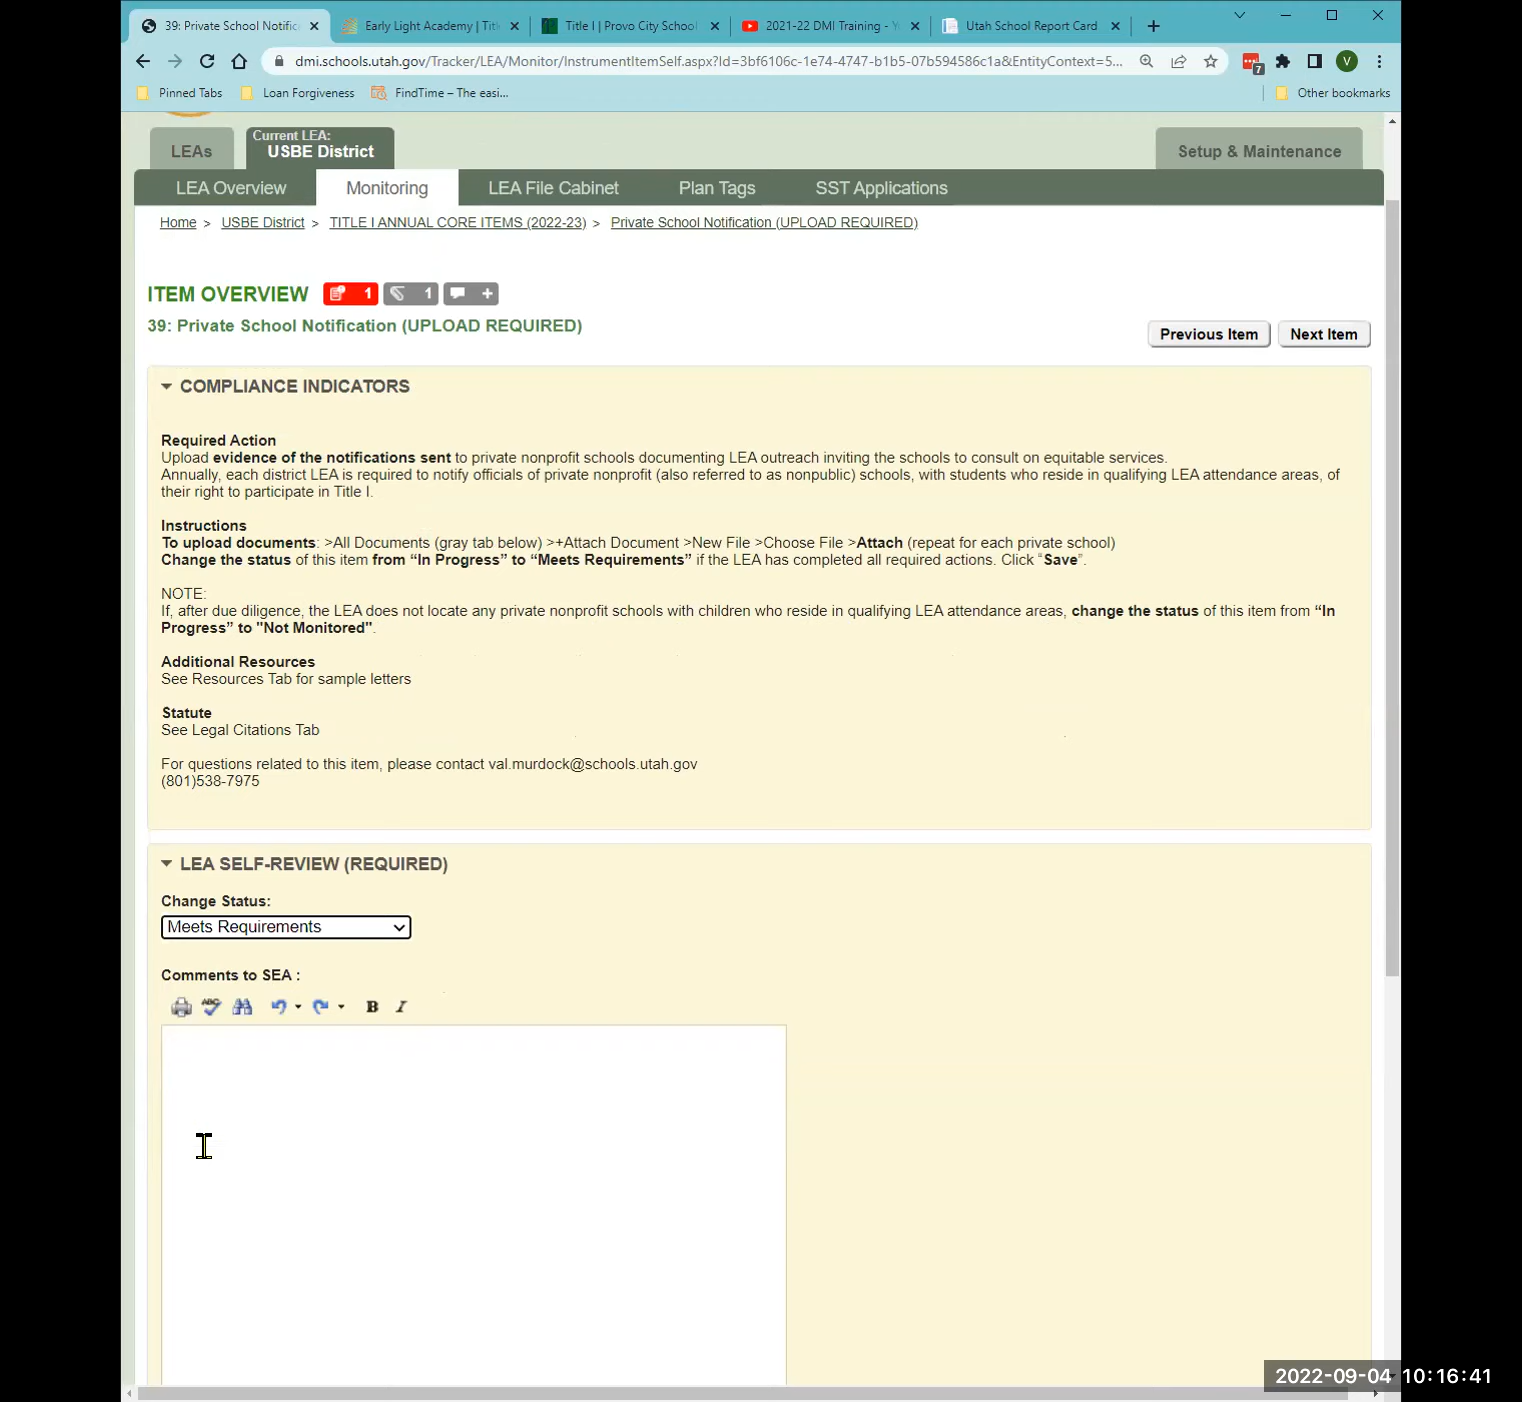 39: Private School Notific
Early Light Academy | Titl
Title I | Provo City School
2021-22 DMI Training - Y
Utah School Report Card
dmi.schools.utah.gov/Tracker/LEA/Monitor/InstrumentItemSelf.aspx?Id=3bf6106c-1e74-4747-b1b5-07b594586c1a&EntityContext=5...
7
V
Pinned Tabs
Loan Forgiveness
FindTime – The easi...
Other bookmarks
LEAs
Current LEA:
USBE District
Setup & Maintenance
LEA Overview
Monitoring
LEA File Cabinet
Plan Tags
SST Applications
Home > USBE District > TITLE I ANNUAL CORE ITEMS (2022-23) > Private School Notification (UPLOAD REQUIRED)
ITEM OVERVIEW 1 1 +
39: Private School Notification (UPLOAD REQUIRED)
Previous Item
Next Item
COMPLIANCE INDICATORS
Required Action
Upload evidence of the notifications sent to private nonprofit schools documenting LEA outreach inviting the schools to consult on equitable services.
Annually, each district LEA is required to notify officials of private nonprofit (also referred to as nonpublic) schools, with students who reside in qualifying LEA attendance areas, of
their right to participate in Title I.
Instructions
To upload documents: >All Documents (gray tab below) >+Attach Document >New File >Choose File >Attach (repeat for each private school)
Change the status of this item from “In Progress” to “Meets Requirements” if the LEA has completed all required actions. Click “Save”.
NOTE:
If, after due diligence, the LEA does not locate any private nonprofit schools with children who reside in qualifying LEA attendance areas, change the status of this item from “In
Progress” to "Not Monitored".
Additional Resources
See Resources Tab for sample letters
Statute
See Legal Citations Tab
For questions related to this item, please contact val.murdock@schools.utah.gov
(801)538-7975
LEA SELF-REVIEW (REQUIRED)
Change Status:
Meets Requirements
Comments to SEA :
ABC B I
2022-09-04 10:16:41